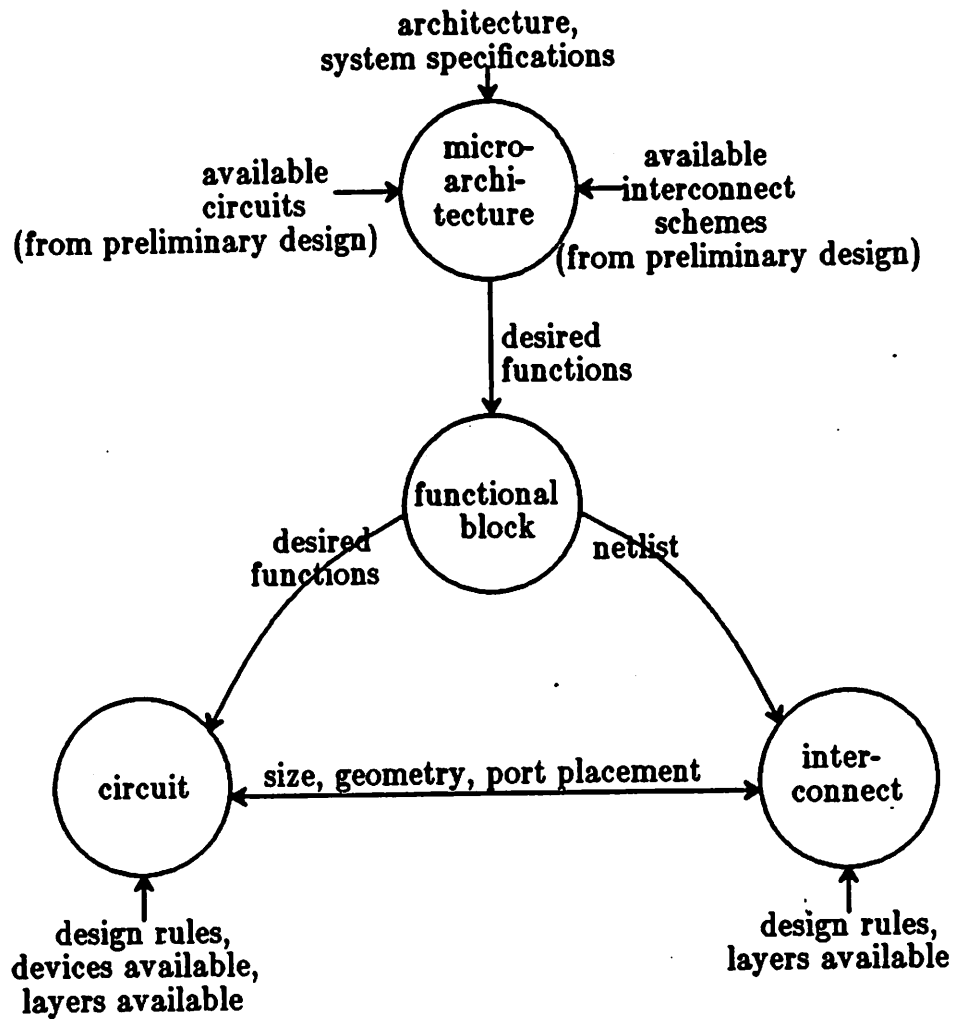 architecture,
system specifications
micro-
archi-
tecture
available
circuits
(from preliminary design)
available
interconnect
schemes
(from preliminary design)
desired
functions
functional
block
desired
functions
netlist
circuit
size, geometry, port placement
inter-
connect
design rules,
devices available,
layers available
design rules,
layers available